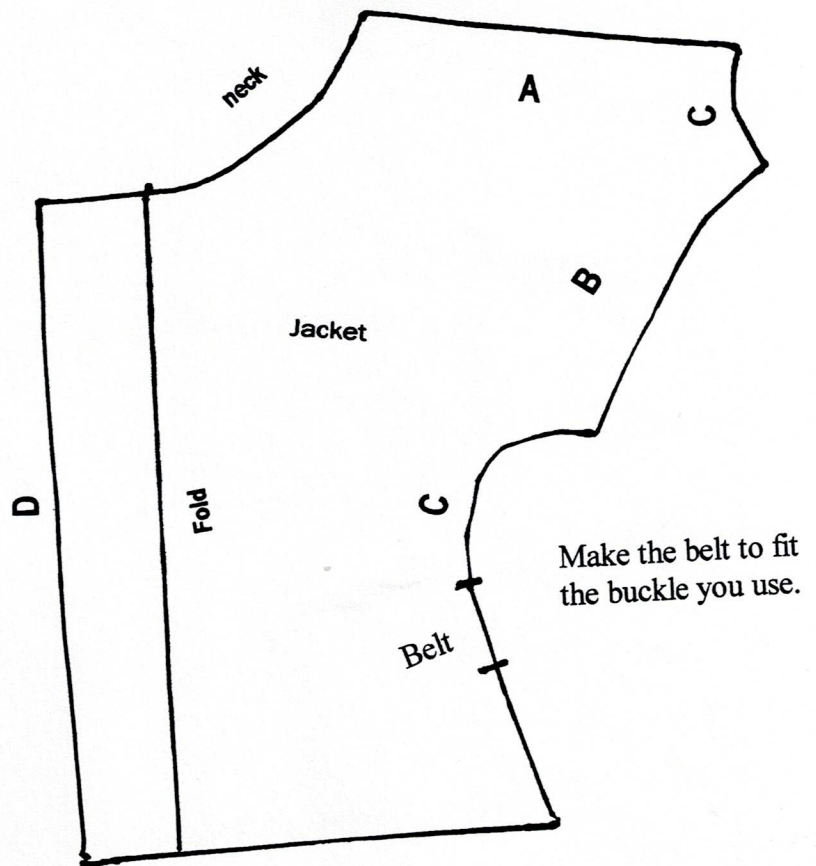 neck
A
C
B
Jacket
D
Fold
C
Make the belt to fit
the buckle you use.
Belt